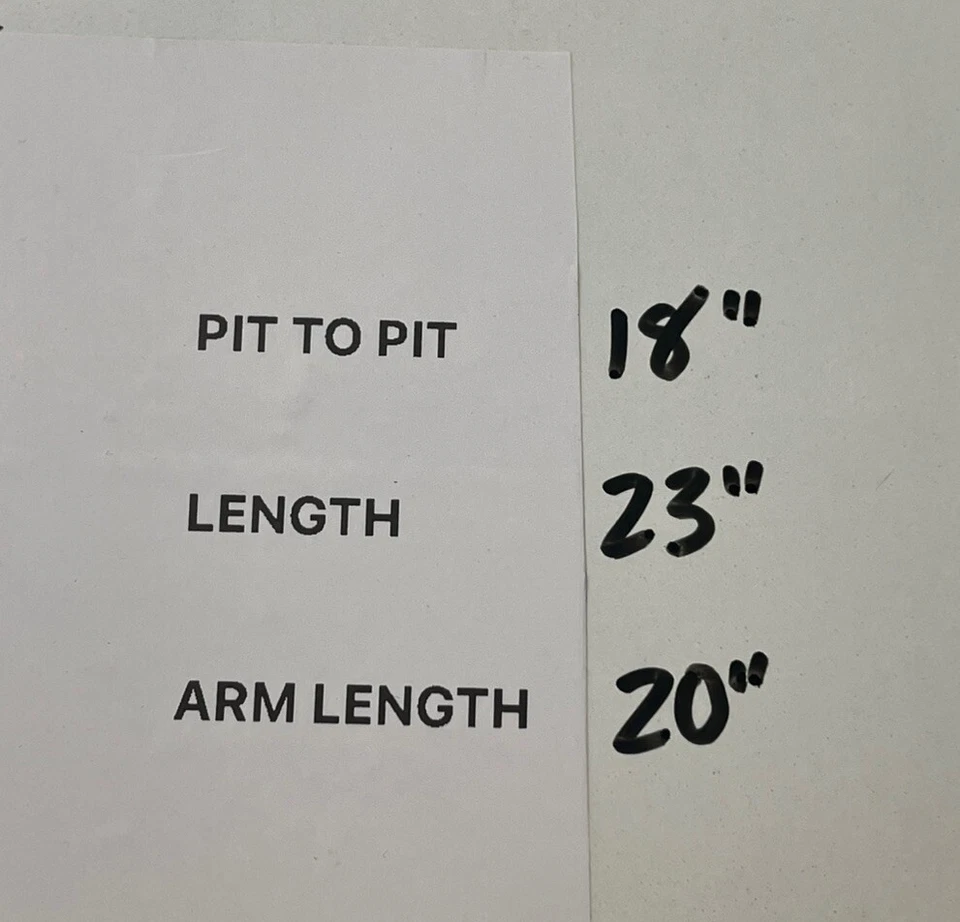 PIT TO PIT 18"
LENGTH 23"
ARM LENGTH 20"